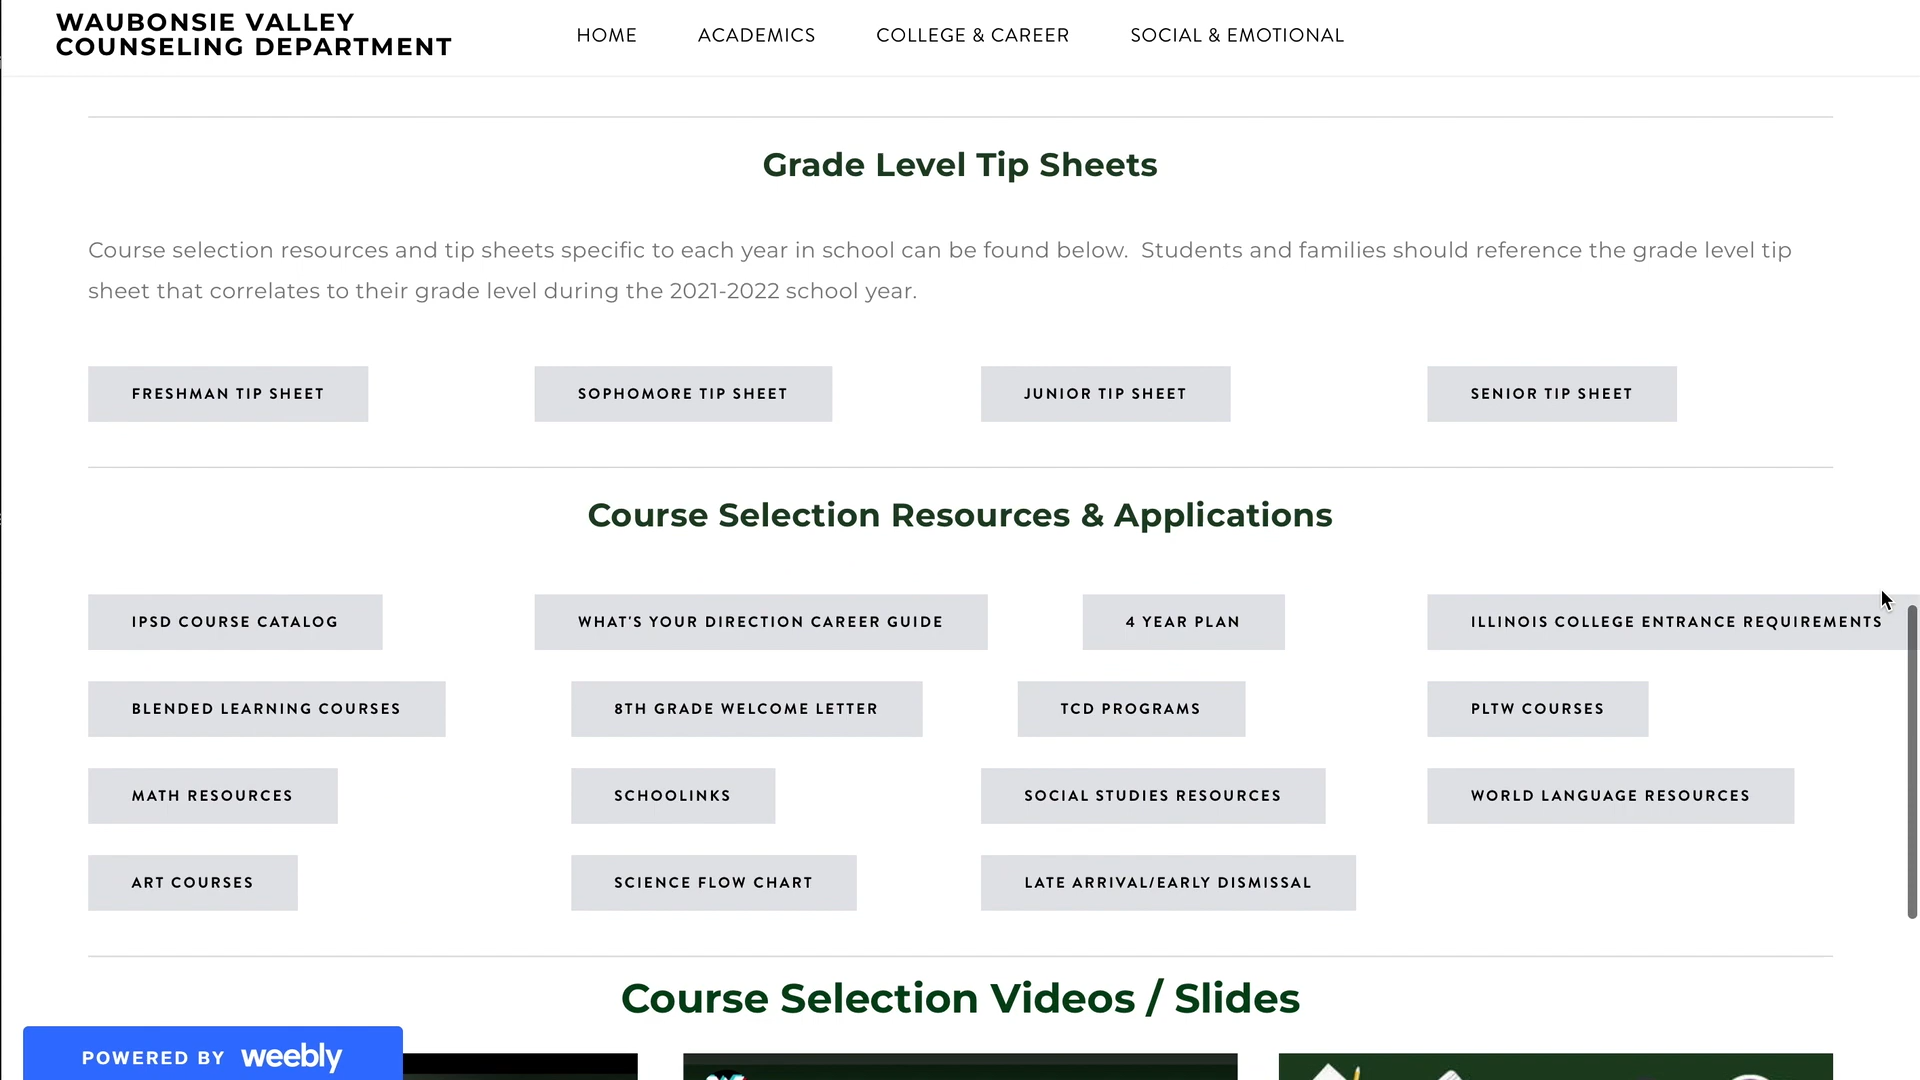 WAUBONSIE VALLEY
COUNSELING DEPARTMENT
HOME
ACADEMICS
COLLEGE & CAREER
SOCIAL & EMOTIONAL
Grade Level Tip Sheets
Course selection resources and tip sheets specific to each year in school can be found below.  Students and families should reference the grade level tip
sheet that correlates to their grade level during the 2021-2022 school year.
FRESHMAN TIP SHEET
SOPHOMORE TIP SHEET
JUNIOR TIP SHEET
SENIOR TIP SHEET
Course Selection Resources & Applications
IPSD COURSE CATALOG
WHAT'S YOUR DIRECTION CAREER GUIDE
4 YEAR PLAN
ILLINOIS COLLEGE ENTRANCE REQUIREMENTS
BLENDED LEARNING COURSES
8TH GRADE WELCOME LETTER
TCD PROGRAMS
PLTW COURSES
MATH RESOURCES
SCHOOLINKS
SOCIAL STUDIES RESOURCES
WORLD LANGUAGE RESOURCES
ART COURSES
SCIENCE FLOW CHART
LATE ARRIVAL/EARLY DISMISSAL
Course Selection Videos / Slides
POWERED BY weebly